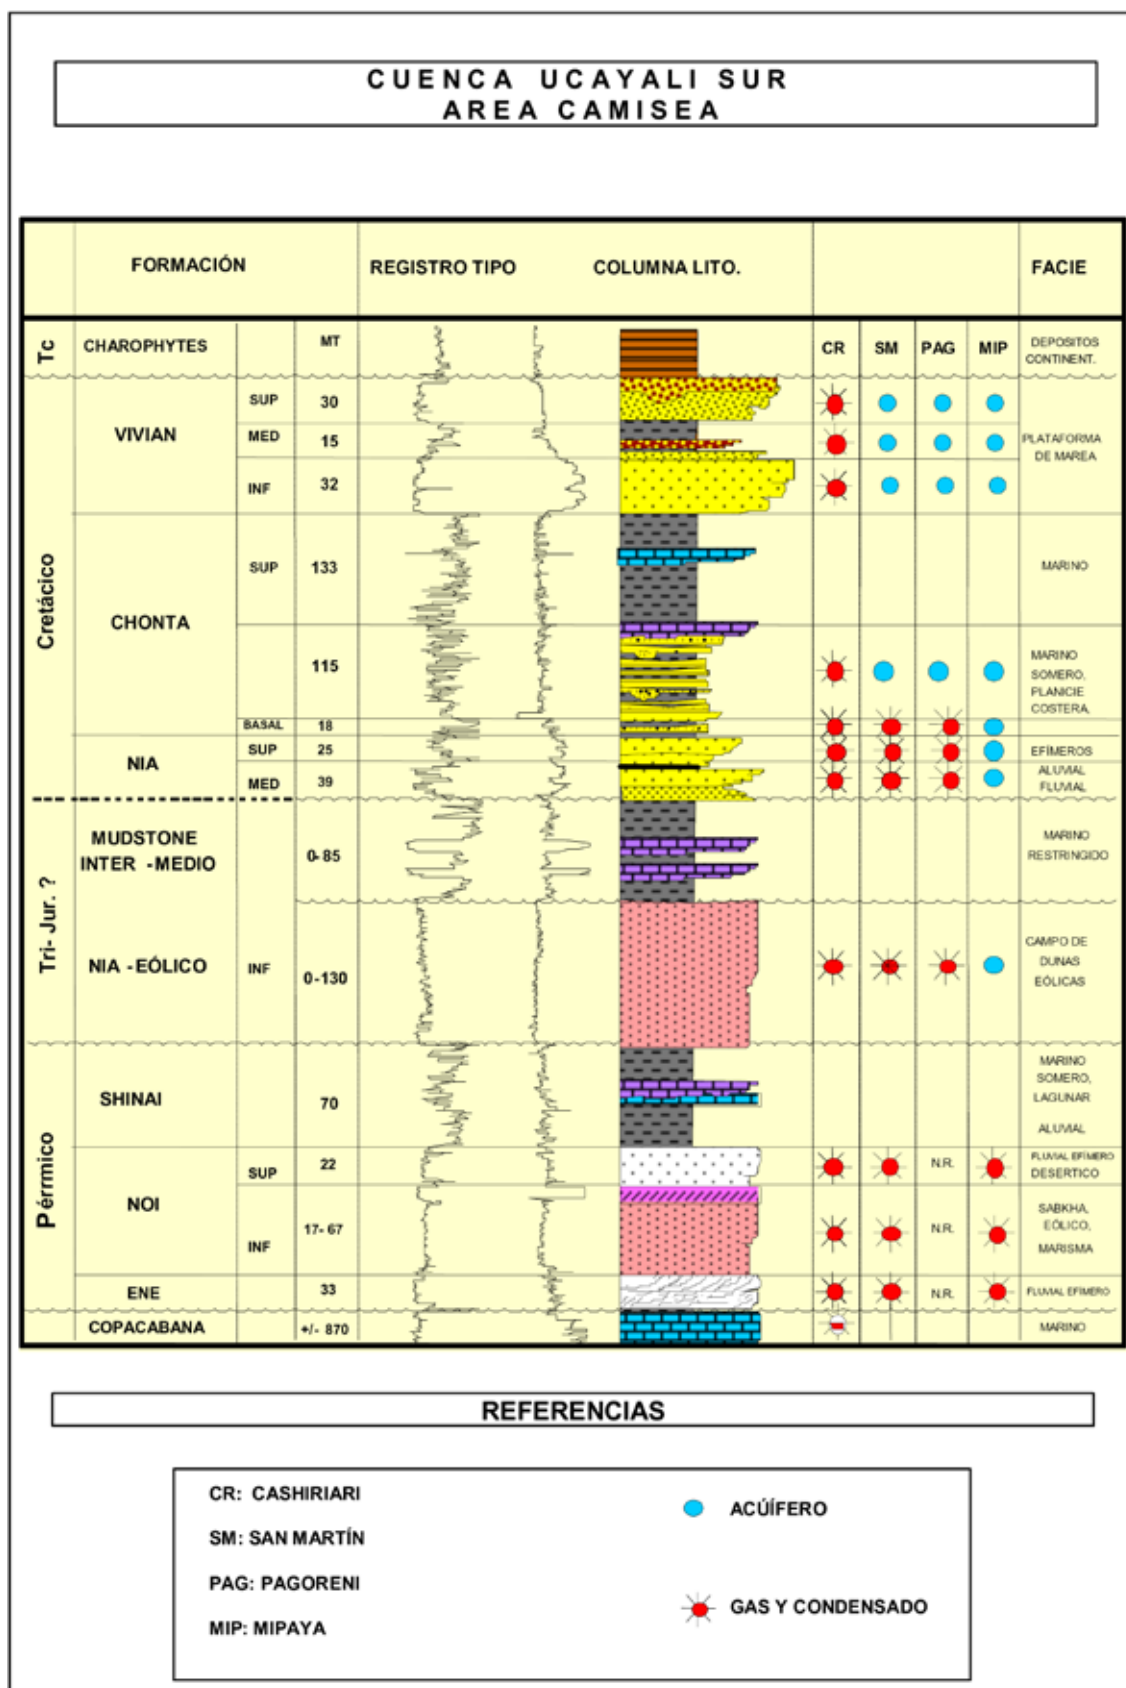 CUENCA UCAYALI SUR
AREA CAMISEA
FORMACIÓN REGISTRO TIPO COLUMNA LITO. FACIE
Tc CHAROPHYTES MT CR SM PAG MIP DEPOSITOS
CONTINENT.
Cretácico
VIVIAN
SUP 30
MED 15
INF 32
PLATAFORMA
DE MAREA
CHONTA
SUP 133 MARINO
115 MARINO
SOMERO,
PLANICIE
COSTERA,
BASAL 18
NIA
SUP 25 EFÍMEROS
MED 39 ALUVIAL
FLUVIAL
Tri- Jur. ?
MUDSTONE
INTER -MEDIO
0- 85 MARINO
RESTRINGIDO
NIA -EÓLICO INF 0-130 CAMPO DE
DUNAS
EÓLICAS
Pérrmico
SHINAI 70 MARINO
SOMERO,
LAGUNAR
ALUVIAL
NOI
SUP 22 N.R. FLUVIAL EFÍMERO
DESERTICO
INF 17- 67 N.R. SABKHA,
EÓLICO,
MARISMA
ENE 33 N.R. FLUVIAL EFÍMERO
COPACABANA +/- 870 MARINO
REFERENCIAS
CR: CASHIRIARI
SM: SAN MARTÍN
PAG: PAGORENI
MIP: MIPAYA
ACÚÍFERO
GAS Y CONDENSADO